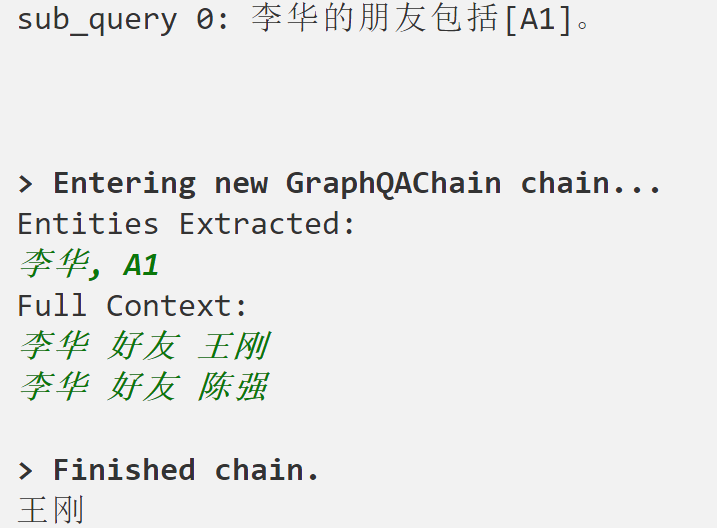 sub_query 0: 李华的朋友包括[A1]。
> Entering new GraphQAChain chain...
Entities Extracted:
李华, A1
Full Context:
李华 好友 王刚
李华 好友 陈强
> Finished chain.
王刚